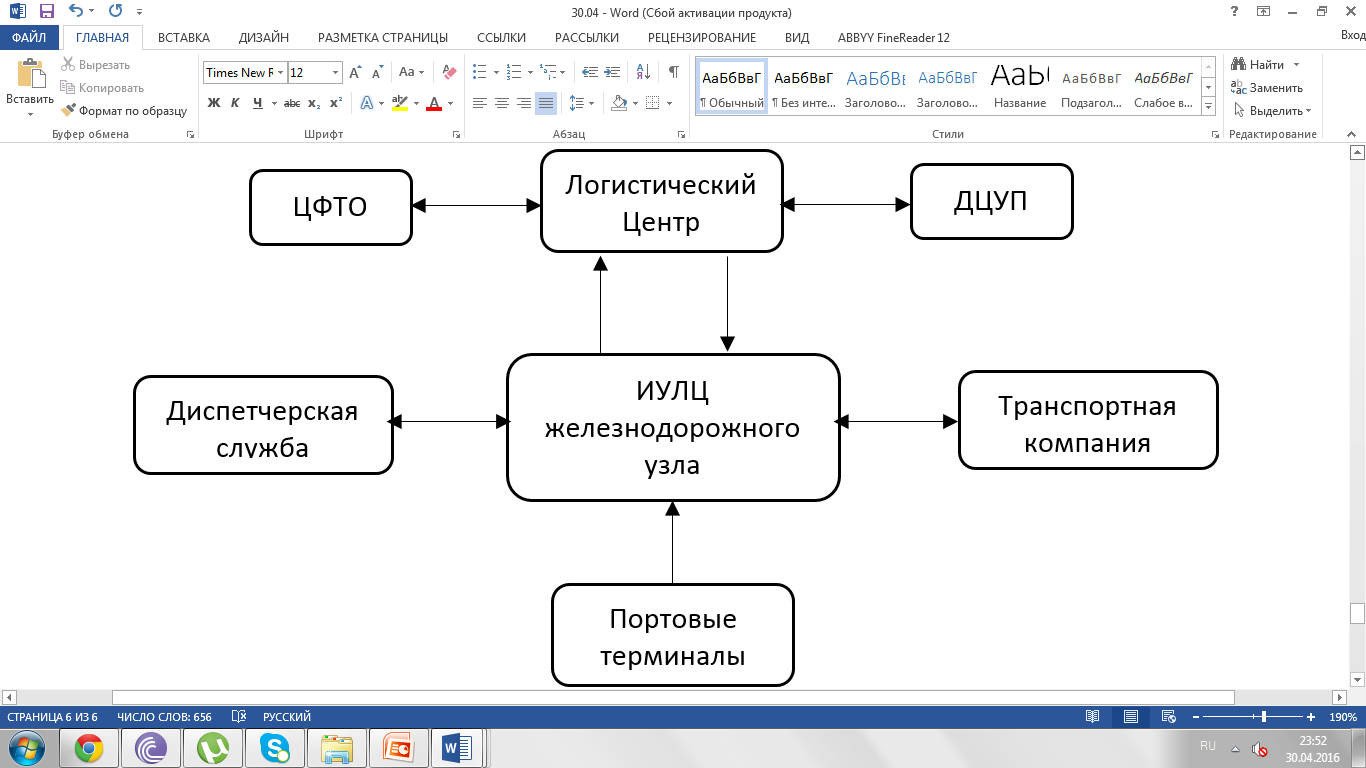 30.04 - Word (Сбой активации продукта)
ФАЙЛ ГЛАВНАЯ ВСТАВКА ДИЗАЙН РАЗМЕТКА СТРАНИЦЫ ССЫЛКИ РАССЫЛКИ РЕЦЕНЗИРОВАНИЕ ВИД ABBYY FineReader 12 Вход
Вставить
Вырезать
Копировать
Формат по образцу
Буфер обмена
Times New R 12
Ж К Ч abc x₂ x²
Шрифт
Абзац
АаБбВвГ АаБбВвГ АаБбВв АаБбВвГ АаБ АаБбВвГ АаБбВвГ
¶ Обычный ¶ Без инте... Заголово... Заголово... Название Подзагол... Слабое в...
Стили
Найти
Заменить
Выделить
Редактирование
ЦФТО
Логистический
Центр
ДЦУП
Диспетчерская
служба
ИУЛЦ
железнодорожного
узла
Транспортная
компания
Портовые
терминалы
СТРАНИЦА 6 ИЗ 6 ЧИСЛО СЛОВ: 656 РУССКИЙ 190%
RU 23:52
30.04.2016